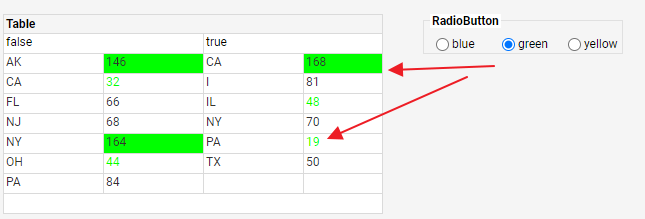 Table
RadioButton
false true
blue green yellow
AK 146 CA 168
CA 32 I 81
FL 66 IL 48
NJ 68 NY 70
NY 164 PA 19
OH 44 TX 50
PA 84